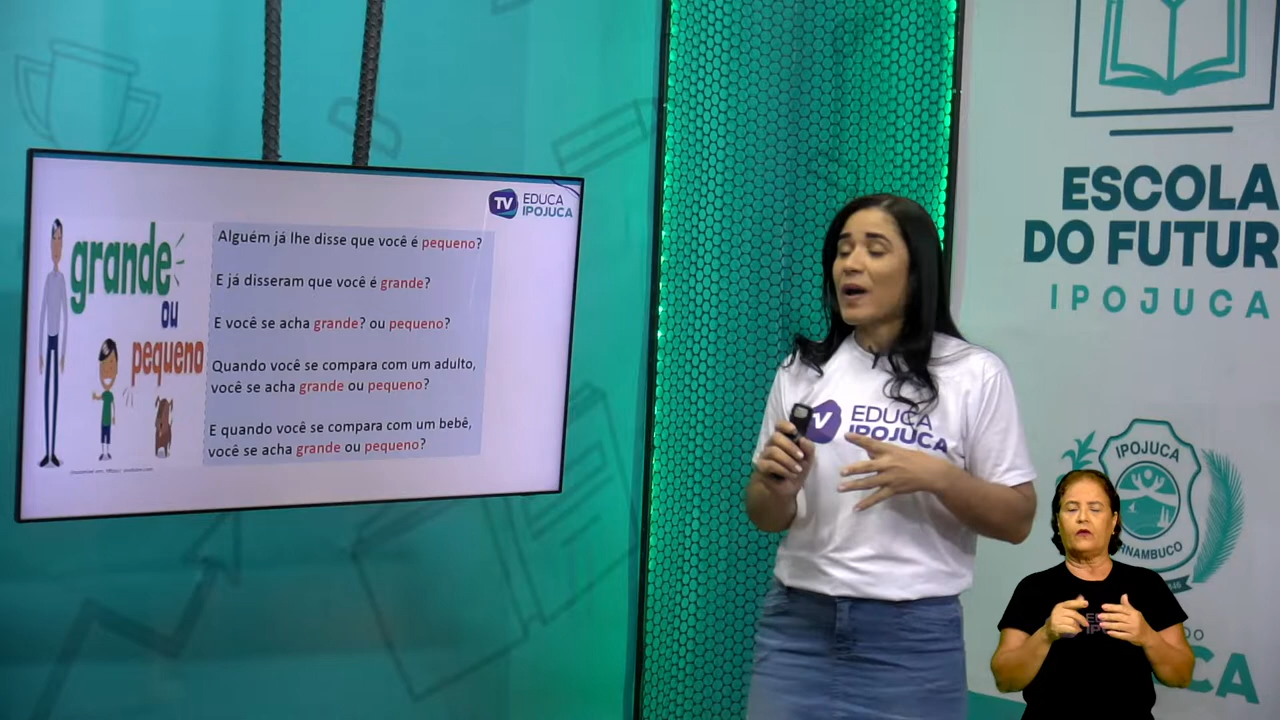 TV EDUCA
IPOJUCA
grande
ou
pequeno
Alguém já lhe disse que você é pequeno?
E já disseram que você é grande?
E você se acha grande? ou pequeno?
Quando você se compara com um adulto,
você se acha grande ou pequeno?
E quando você se compara com um bebê,
você se acha grande ou pequeno?
TV EDUCA
IPOJUCA
ESCOLA
DO FUTUR
IPOJUCA
IPOJUCA
RNAMBUCO